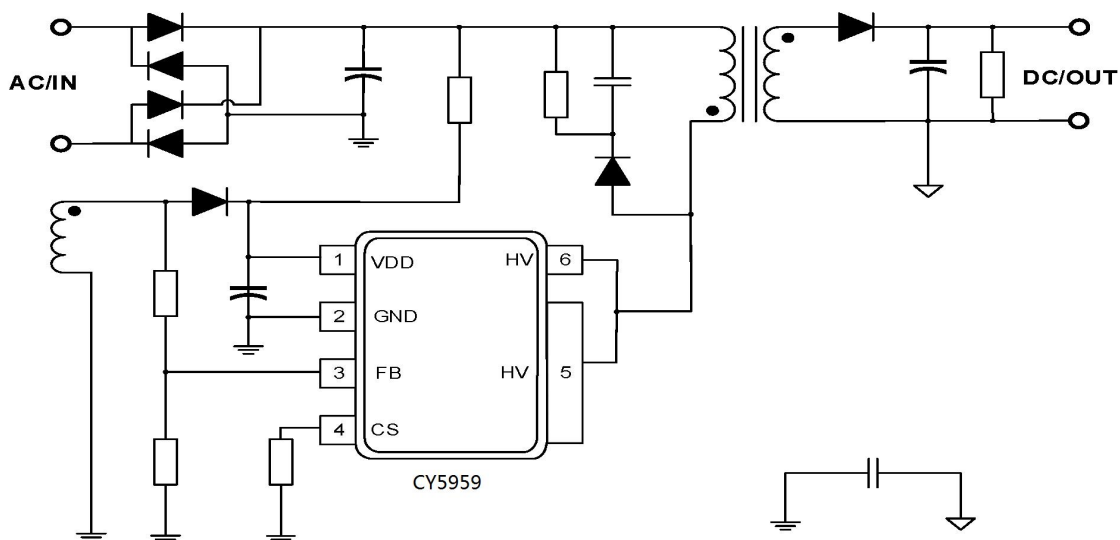 AC/IN
DC/OUT
1 VDD HV 6
2 GND
3 FB HV 5
4 CS
CY5959